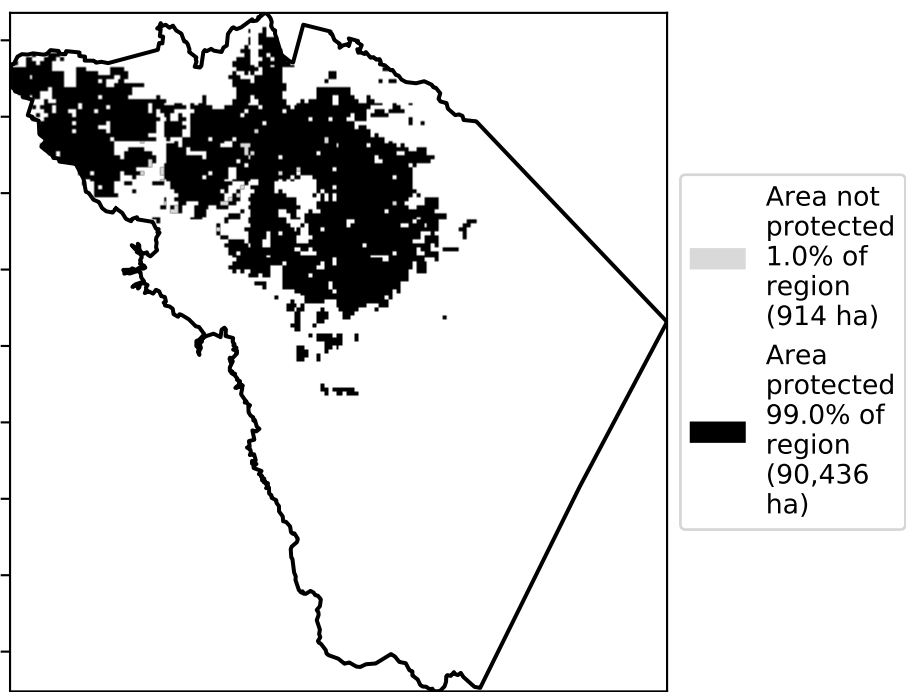 Area not
protected
1.0% of
region
(914 ha)
Area
protected
99.0% of
region
(90,436
ha)